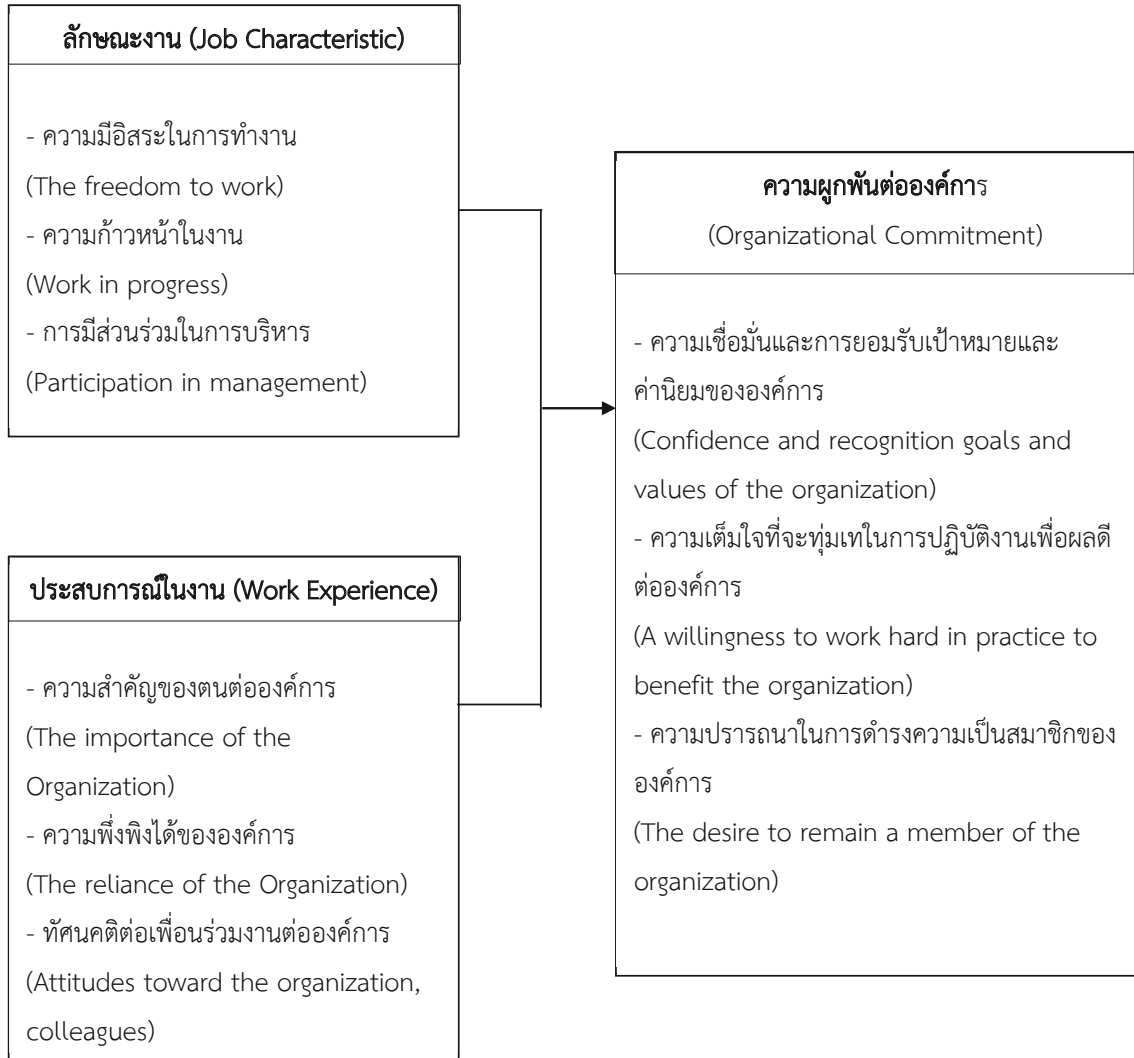 ลักษณะงาน (Job Characteristic)
- ความมีอิสระในการทำงาน
(The freedom to work)
- ความก้าวหน้าในงาน
(Work in progress)
- การมีส่วนร่วมในการบริหาร
(Participation in management)
ประสบการณ์ในงาน (Work Experience)
- ความสำคัญของตนต่อองค์การ
(The importance of the
Organization)
- ความพึ่งพิงได้ขององค์การ
(The reliance of the Organization)
- ทัศนคติต่อเพื่อนร่วมงานต่อองค์การ
(Attitudes toward the organization,
colleagues)
ความผูกพันต่อองค์การ
(Organizational Commitment)
- ความเชื่อมั่นและการยอมรับเป้าหมายและ
ค่านิยมขององค์การ
(Confidence and recognition goals and
values of the organization)
- ความเต็มใจที่จะทุ่มเทในการปฏิบัติงานเพื่อผลดี
ต่อองค์การ
(A willingness to work hard in practice to
benefit the organization)
- ความปรารถนาในการดำรงความเป็นสมาชิกของ
องค์การ
(The desire to remain a member of the
organization)